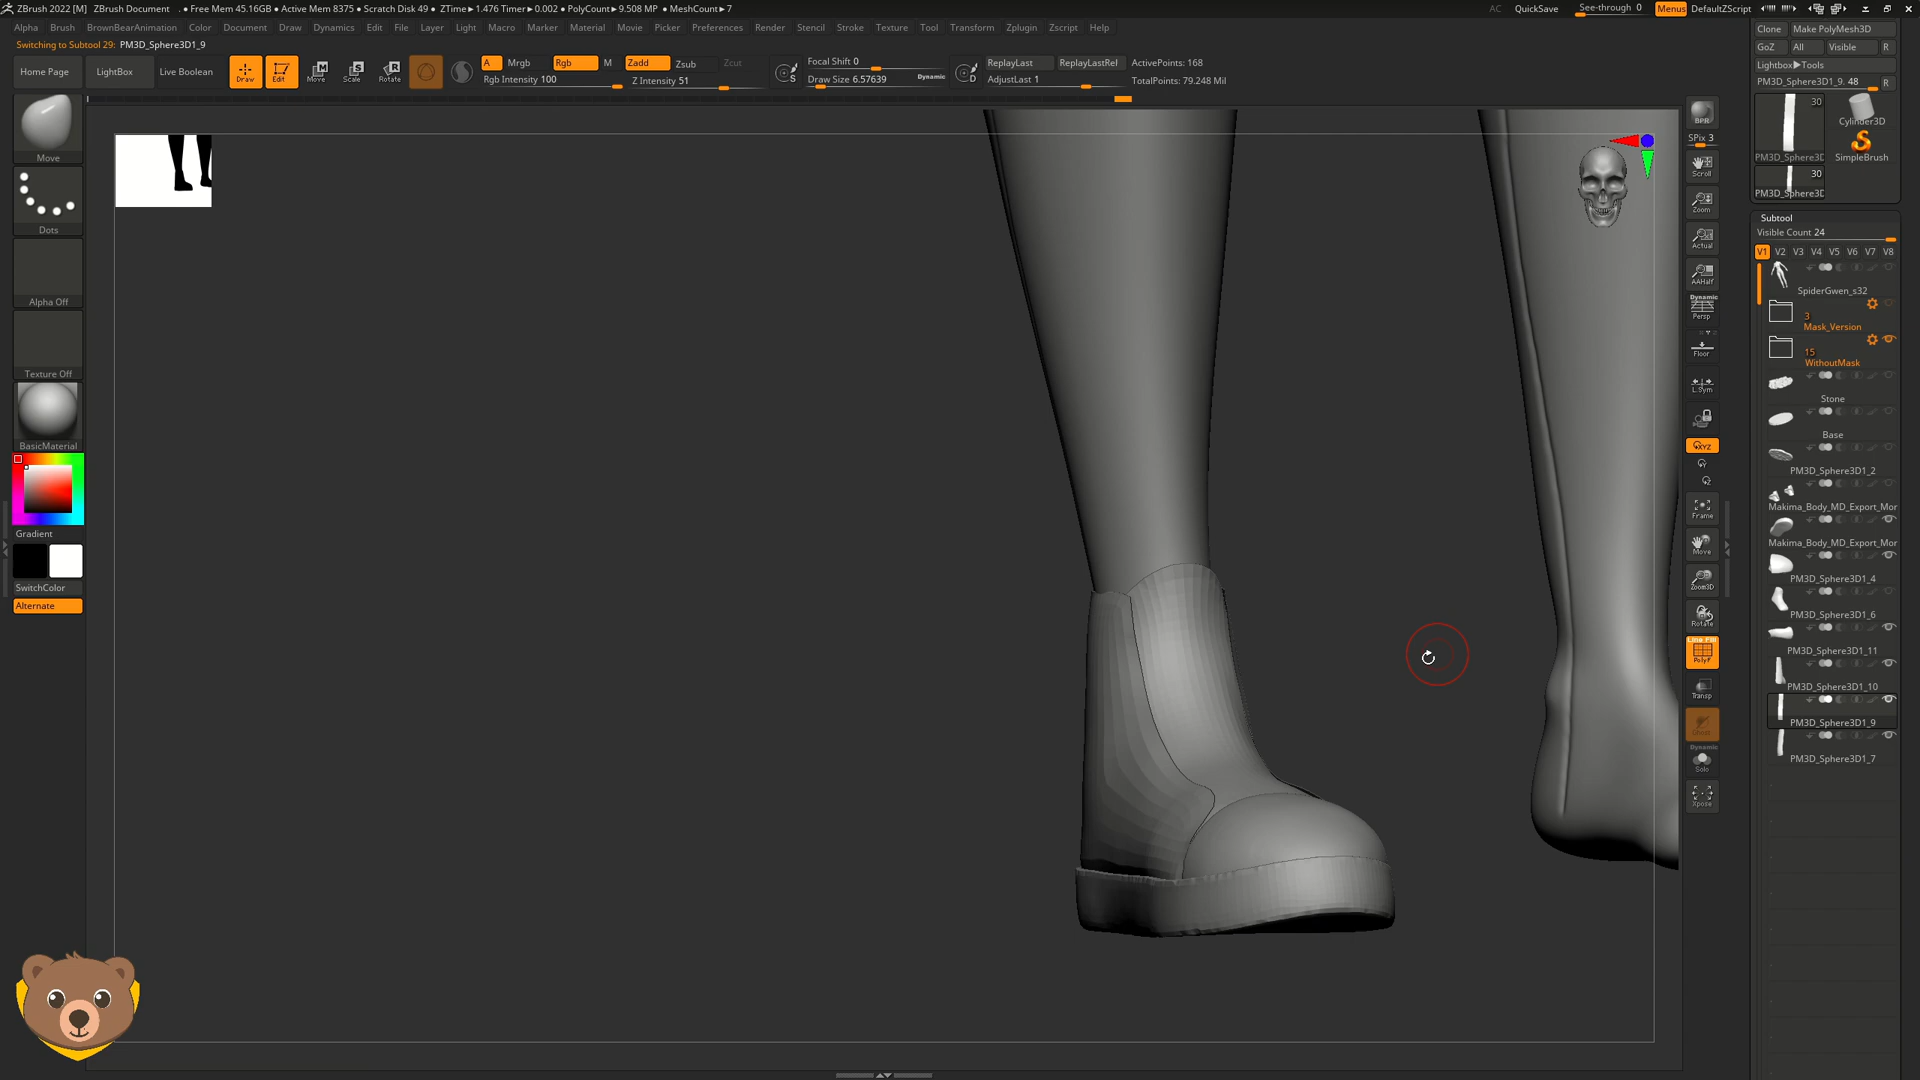 ZBrush 2022 [M] ZBrush Document . • Free Mem 45.16GB • Active Mem 8375 • Scratch Disk 49 • ZTime▶1.476 Timer▶0.002 • PolyCount▶9.508 MP • MeshCount▶7 AC QuickSave See-through 0 Menus DefaultZScript
Alpha Brush BrownBearAnimation Color Document Draw Dynamics Edit File Layer Light Macro Marker Material Movie Picker Preferences Render Stencil Stroke Texture Tool Transform Zplugin Zscript Help
Switching to Subtool 29: PM3D_Sphere3D1_9
Home Page LightBox Live Boolean Draw Edit Move Scale Rotate
A Mrgb Rgb M Zadd Zsub Zcut
Rgb Intensity 100 Z Intensity 51
S
Focal Shift 0
Draw Size 6.57639 Dynamic
D
ReplayLast ReplayLastRel ActivePoints: 168
AdjustLast 1 TotalPoints: 79.248 Mil
Move
Dots
Alpha Off
Texture Off
BasicMaterial
Gradient
SwitchColor
Alternate
BPR
SPix 3
Scroll
Zoom
Actual
AAHalf
Dynamic
Persp
Floor
L.Sym
XYZ
Y
Z
Frame
Move
Zoom3D
Rotate
Line Fill
PolyF
Transp
Ghost
Dynamic
Solo
Xpose
Clone Make PolyMesh3D
GoZ All Visible R
Lightbox▶Tools
PM3D_Sphere3D1_9. 48 R
30
Cylinder3D
PM3D_Sphere3D SimpleBrush
30
PM3D_Sphere3D
Subtool
Visible Count 24
V1 V2 V3 V4 V5 V6 V7 V8
SpiderGwen_s32
3
Mask_Version
15
WithoutMask
Stone
Base
PM3D_Sphere3D1_2
Makima_Body_MD_Export_Mor
Makima_Body_MD_Export_Mor
PM3D_Sphere3D1_4
PM3D_Sphere3D1_6
PM3D_Sphere3D1_11
PM3D_Sphere3D1_10
PM3D_Sphere3D1_9
PM3D_Sphere3D1_7